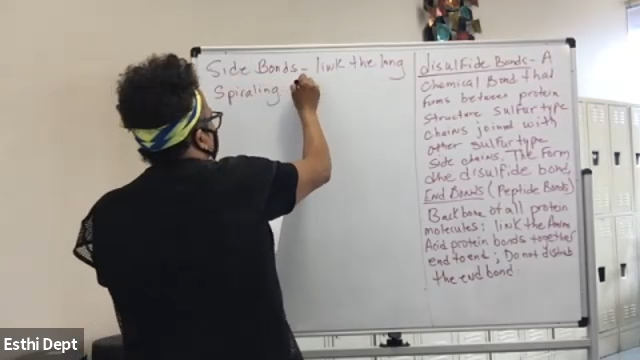 Side Bonds - link the long
Spiraling
disulfide Bonds - A
Chemical Bond that
forms between protein
structure sulfur type
chains joined with
other sulfur type
side chains. The form
the disulfide bond,
END BONDS (Peptide Bonds)
Backbone of all protein
molecules; link the Amino
Acid protein bonds together
end to end; Do not disturb
the end bond.
Esthi Dept